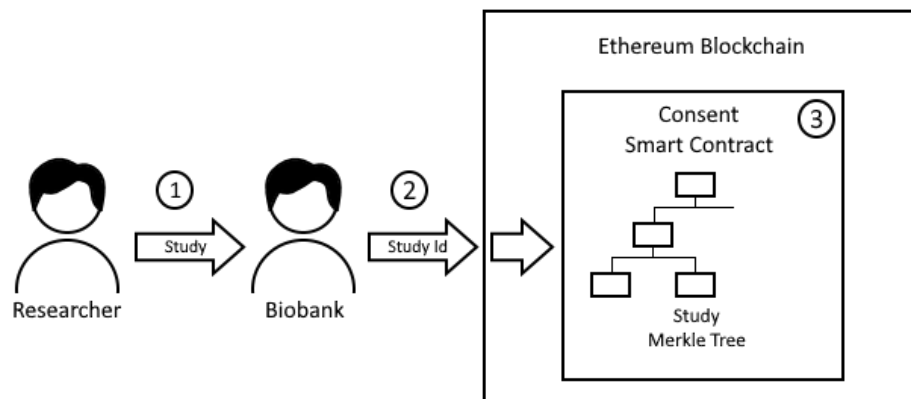 Ethereum Blockchain
Consent
Smart Contract
3
1
2
Study
Study Id
Researcher
Biobank
Study
Merkle Tree